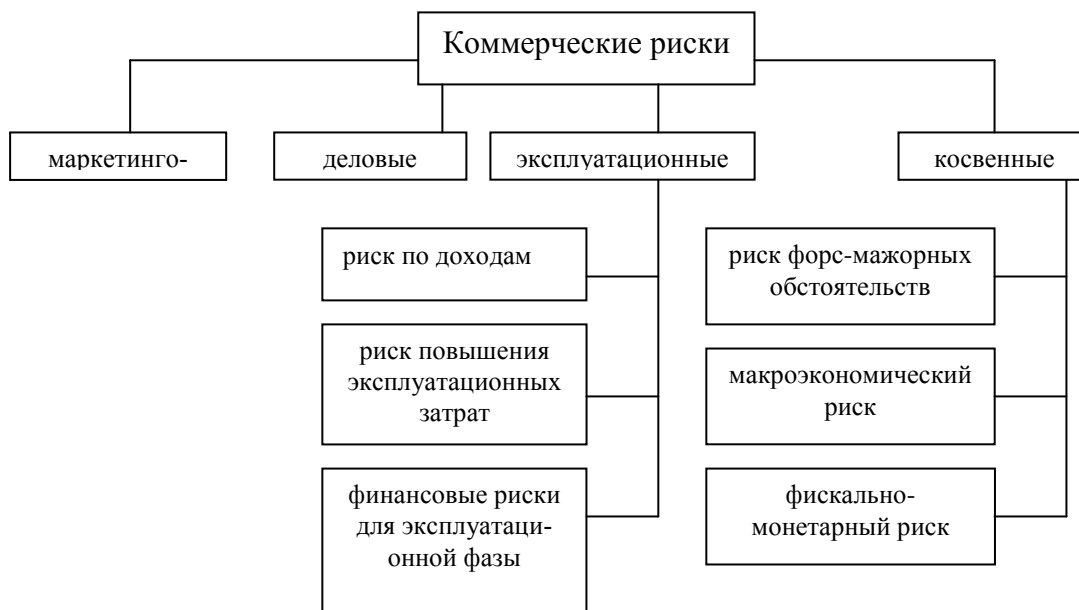 Коммерческие риски
маркетинго-
деловые
эксплуатационные
косвенные
риск по доходам
риск повышения
эксплуатационных
затрат
финансовые риски
для эксплуатаци-
онной фазы
риск форс-мажорных
обстоятельств
макроэкономический
риск
фискально-
монетарный риск